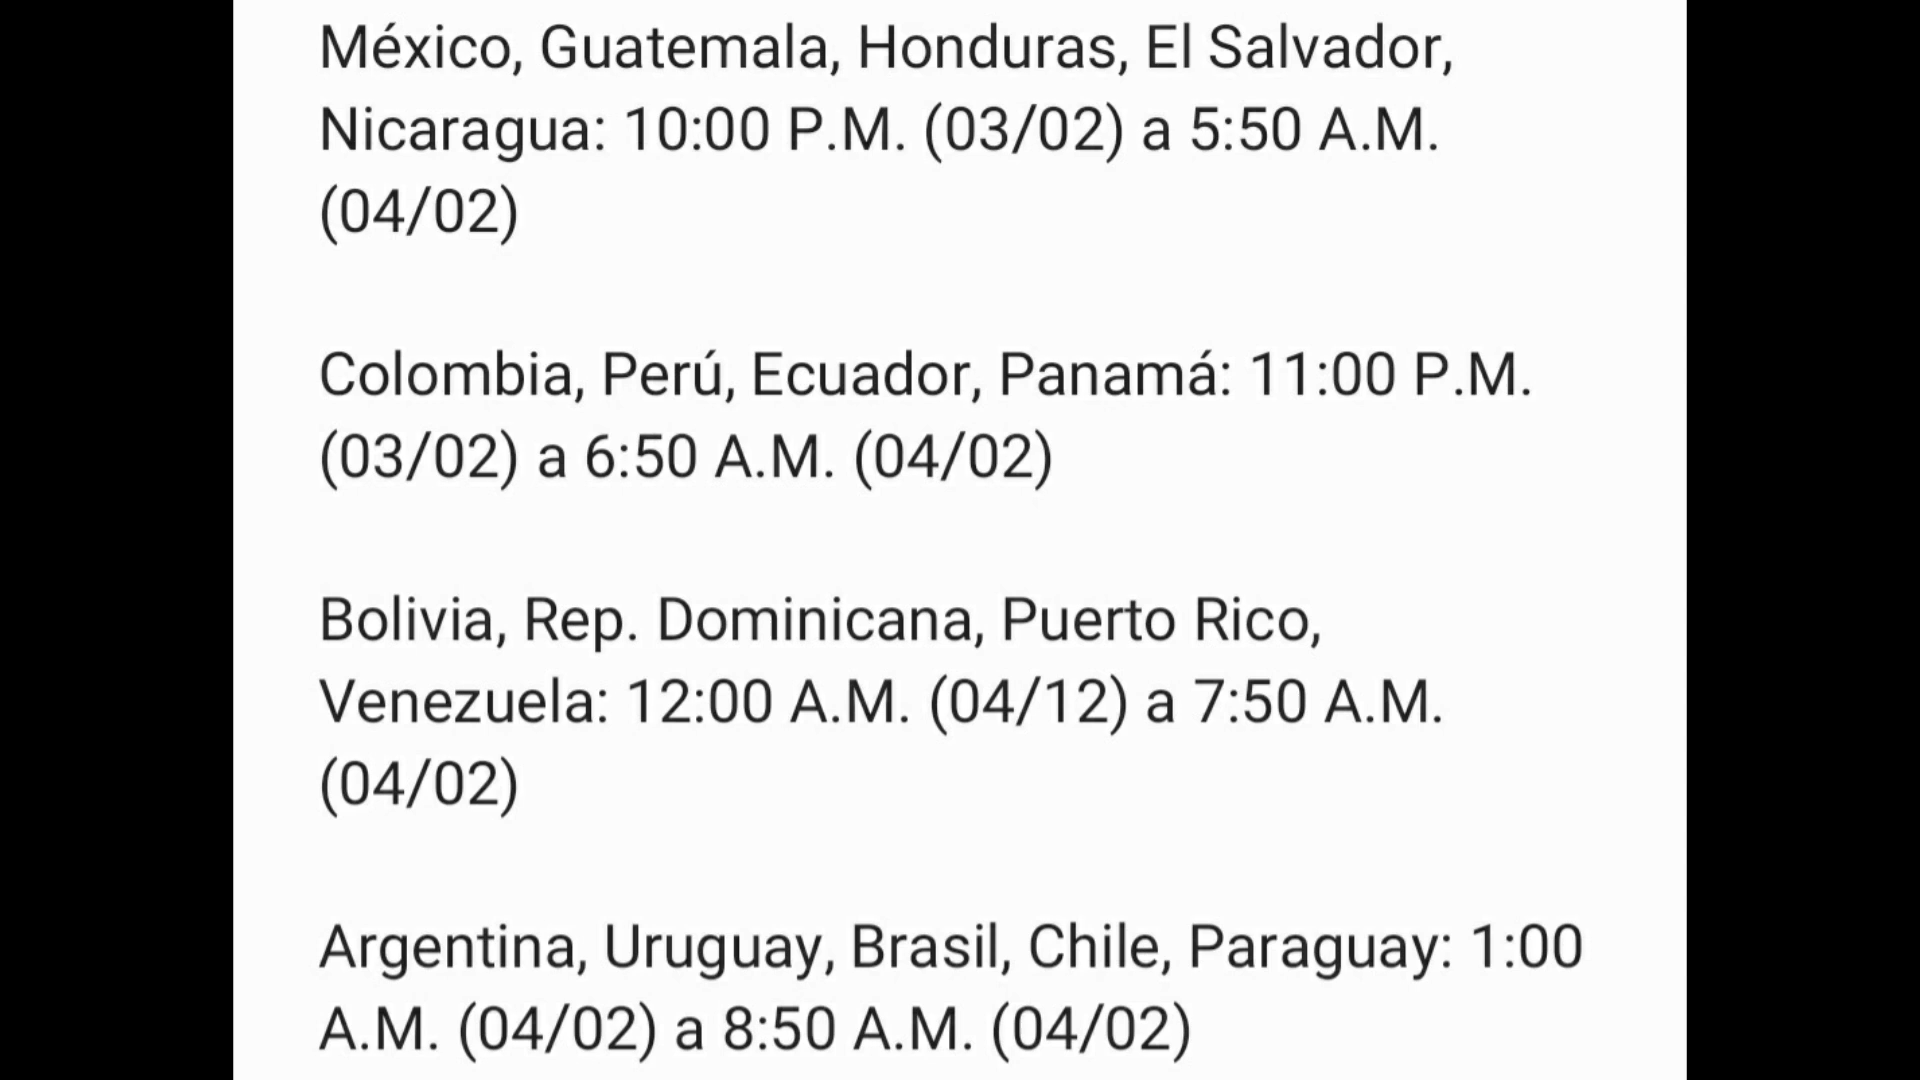 México, Guatemala, Honduras, El Salvador,
Nicaragua: 10:00 P.M. (03/02) a 5:50 A.M.
(04/02)
Colombia, Perú, Ecuador, Panamá: 11:00 P.M.
(03/02) a 6:50 A.M. (04/02)
Bolivia, Rep. Dominicana, Puerto Rico,
Venezuela: 12:00 A.M. (04/12) a 7:50 A.M.
(04/02)
Argentina, Uruguay, Brasil, Chile, Paraguay: 1:00
A.M. (04/02) a 8:50 A.M. (04/02)